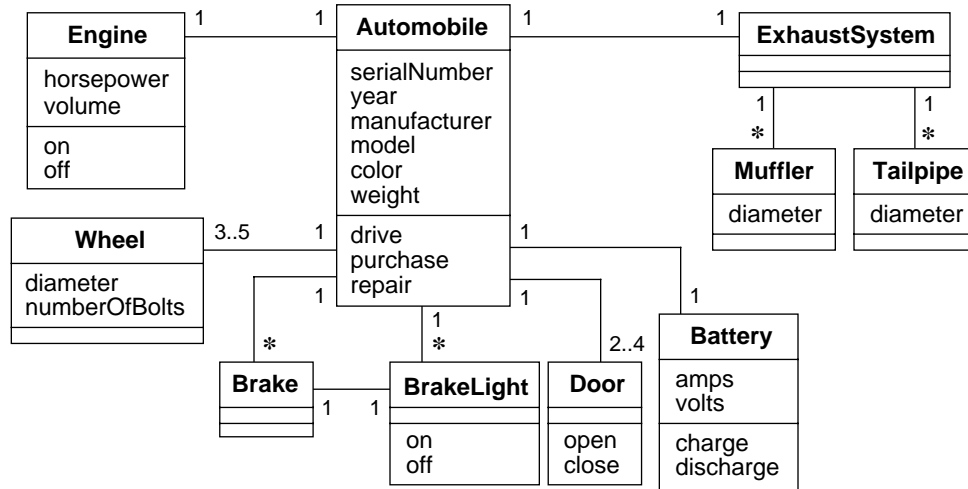 Engine
horsepower
volume
on
off
1
1
Automobile
serialNumber
year
manufacturer
model
color
weight
drive
purchase
repair
1
1
ExhaustSystem
1
*
1
*
Muffler
diameter
Tailpipe
diameter
Wheel
diameter
numberOfBolts
3..5
1
1
*
1
*
1
2..4
1
1
Brake
1
1
BrakeLight
on
off
Door
open
close
Battery
amps
volts
charge
discharge